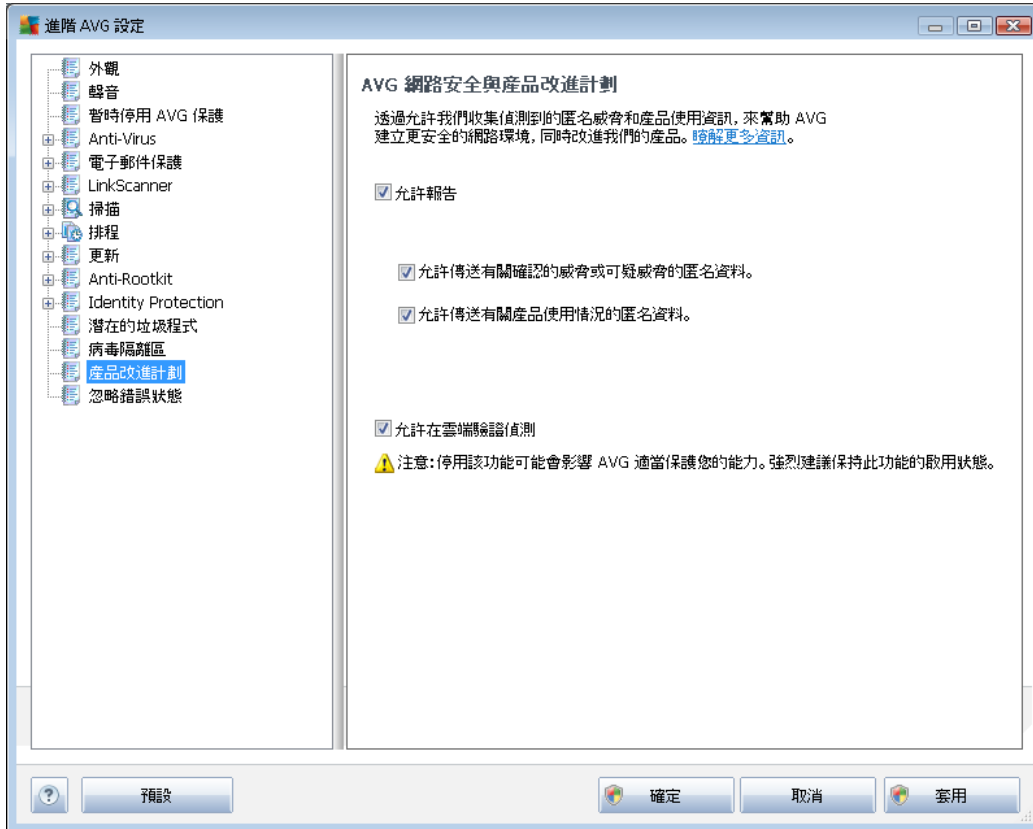 進階 AVG 設定
外觀
聲音
暫時停用 AVG 保護
Anti-Virus
電子郵件保護
LinkScanner
掃描
排程
更新
Anti-Rootkit
Identity Protection
潛在的垃圾程式
病毒隔離區
產品改進計劃
忽略錯誤狀態
AVG 網路安全與產品改進計劃
透過允許我們收集偵測到的匿名威脅和產品使用資訊, 來幫助 AVG
建立更安全的網路環境, 同時改進我們的產品。瞭解更多資訊。
允許報告
允許傳送有關確認的威脅或可疑威脅的匿名資料。
允許傳送有關產品使用情況的匿名資料。
允許在雲端驗證偵測
注意: 停用該功能可能會影響 AVG 適當保護您的能力。強烈建議保持此功能的啟用狀態。
?
預設
確定
取消
套用